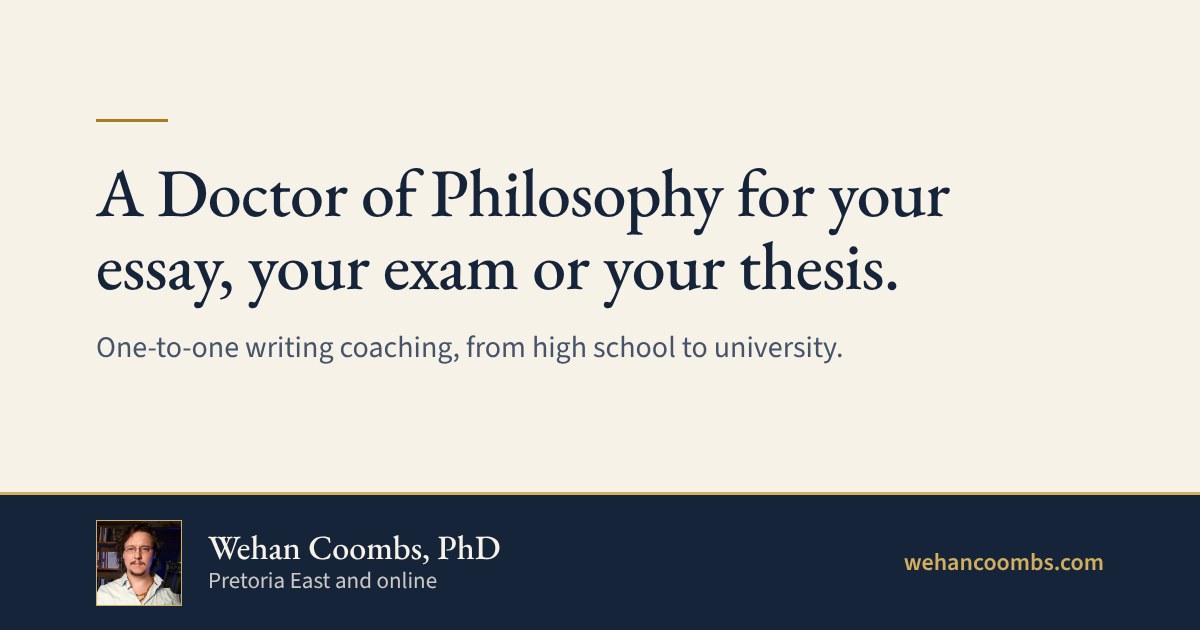 A Doctor of Philosophy for your
essay, your exam or your thesis.
One-to-one writing coaching, from high school to university.
Wehan Coombs, PhD
Pretoria East and online
wehancoombs.com